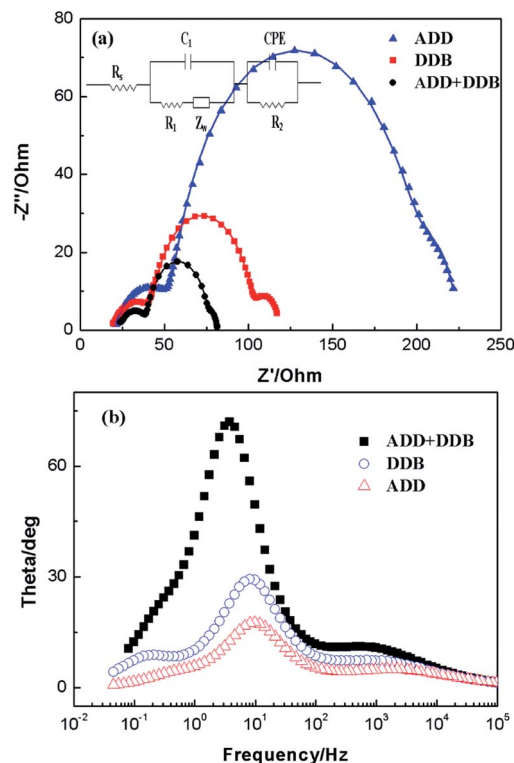 (a)
ADD
DDB
ADD+DDB
C1
CPE
Rs
R1
Zw
R2
-Z''/Ohm
80
60
40
20
0
0 50 100 150 200 250
Z'/Ohm
(b)
ADD+DDB
DDB
ADD
Theta/deg
60
30
0
10-2 10-1 100 101 102 103 104 105
Frequency/Hz